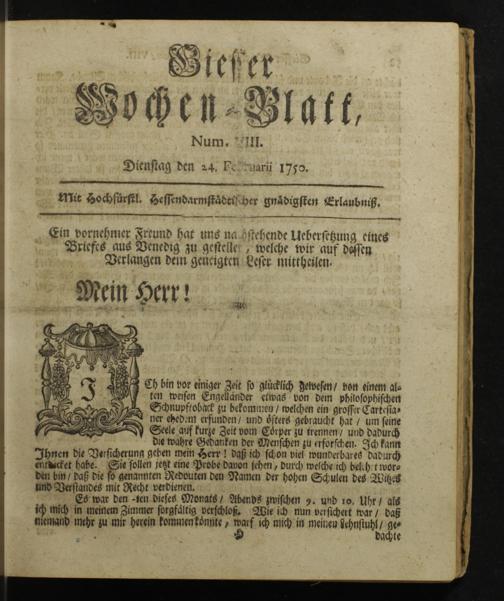 Giesser
Wochen-Blatt,
Num. VIII.
Dienstag den 24. Februarii 1750.
Mit Hochfürstl. Hessendarmstädtischer gnädigsten Erlaubniß.
Ein vornehmer Freund hat uns nachstehende Uebersetzung eines
Briefes aus Venedig zu gestellet, welche wir auf dessen
Verlangen dem geneigten Leser mittheilen.
Mein Herr!
ICh bin vor einiger Zeit so glücklich gewesen/ von einem al-
ten weisen Engelländer etwas von dem philosophischen
Schnupftoback zu bekommen/ welchen ein grosser Cartesia-
ner ehedem erfunden/ und öfters gebraucht hat/ um seine
Seele auf kurze Zeit vom Cörper zu trennen/ und dadurch
die wahre Gedanken der Menschen zu erforschen. Ich kann
Ihnen die Versicherung geben mein Herr! daß ich schon viel wunderbares dadurch
entdecket habe. Sie sollen jetzt eine Probe davon sehen, durch welche ich belehrt wor-
den bin/ daß die so genannten Redouten den Namen der hohen Schulen des Witzes
und Verstandes mit Recht verdienen.
Es war den -ten dieses Monats/ Abends zwischen 9. und 10. Uhr/ als
ich mich in meinem Zimmer sorgfältig verschloß. Wie ich nun versichert war/ daß
niemand mehr zu mir herein kommen könnte, warf ich mich in meinen Lehnstuhl/ ge-
dachte